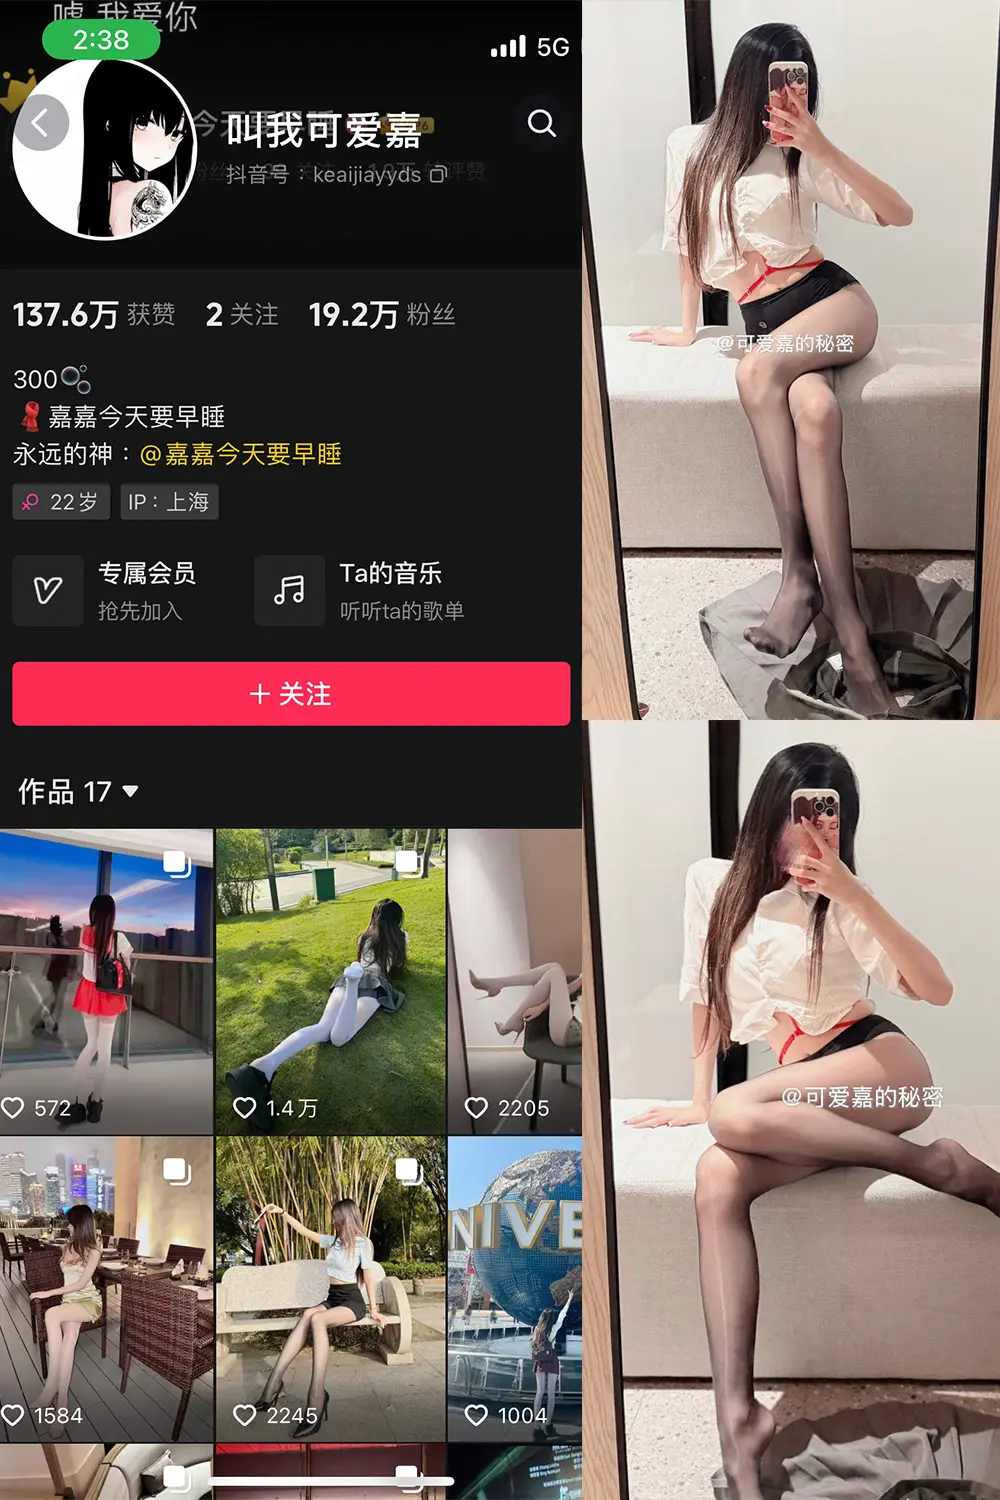 嘘 我爱你
2:38
5G
叫我可爱嘉
抖音号：keaijiayyds
137.6万 获赞 2 关注 19.2万 粉丝
300
嘉嘉今天要早睡
永远的神：@嘉嘉今天要早睡
22岁 IP：上海
专属会员
抢先加入
Ta的音乐
听听ta的歌单
+ 关注
作品 17
572
1.4万
2205
NIVE
1584
2245
1004
@可爱嘉的秘密
@可爱嘉的秘密